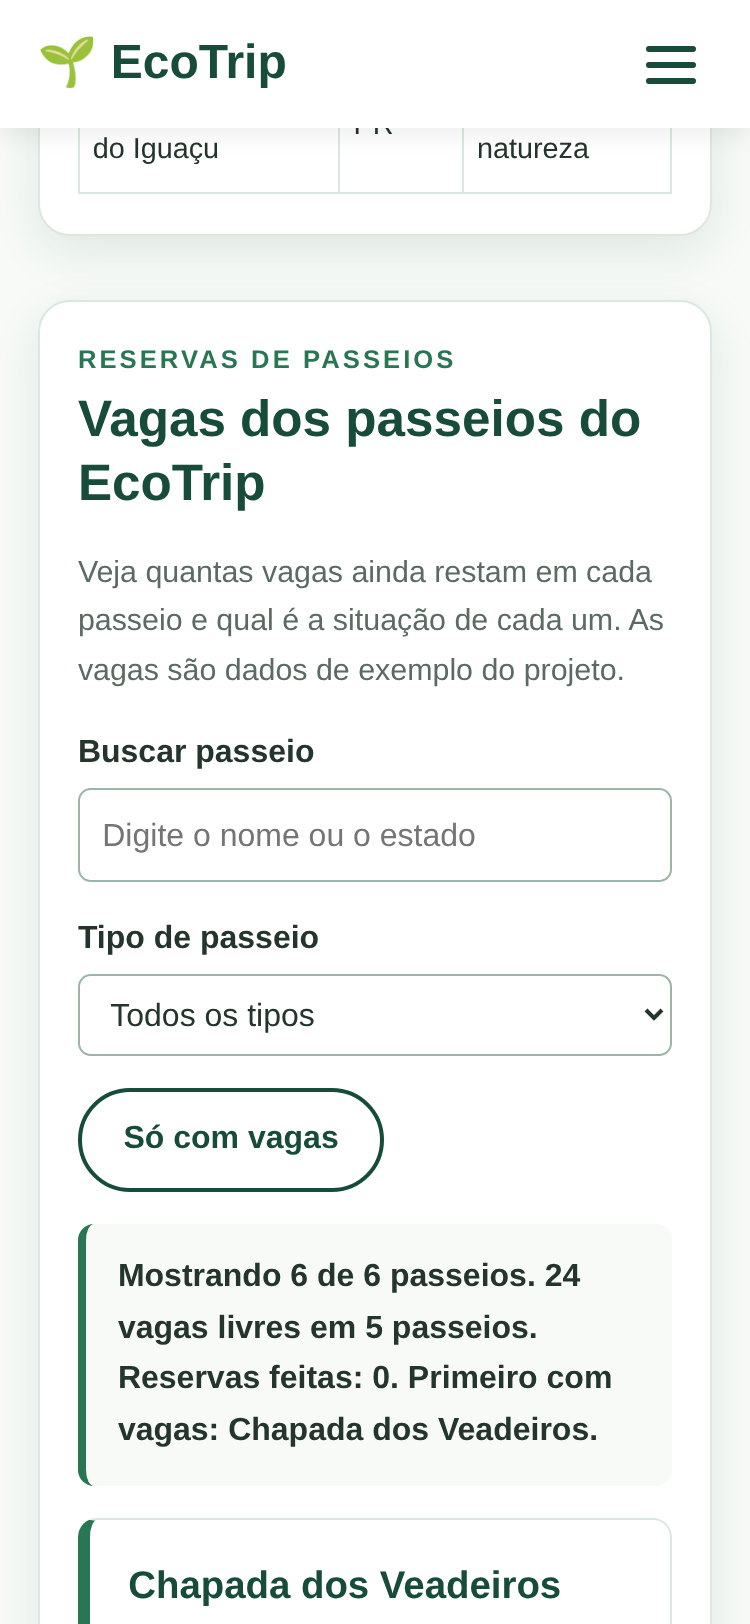 EcoTrip
do Iguaçu
natureza
RESERVAS DE PASSEIOS
Vagas dos passeios do
EcoTrip
Veja quantas vagas ainda restam em cada
passeio e qual é a situação de cada um. As
vagas são dados de exemplo do projeto.
Buscar passeio
Digite o nome ou o estado
Tipo de passeio
Todos os tipos
Só com vagas
Mostrando 6 de 6 passeios. 24
vagas livres em 5 passeios.
Reservas feitas: 0. Primeiro com
vagas: Chapada dos Veadeiros.
Chapada dos Veadeiros